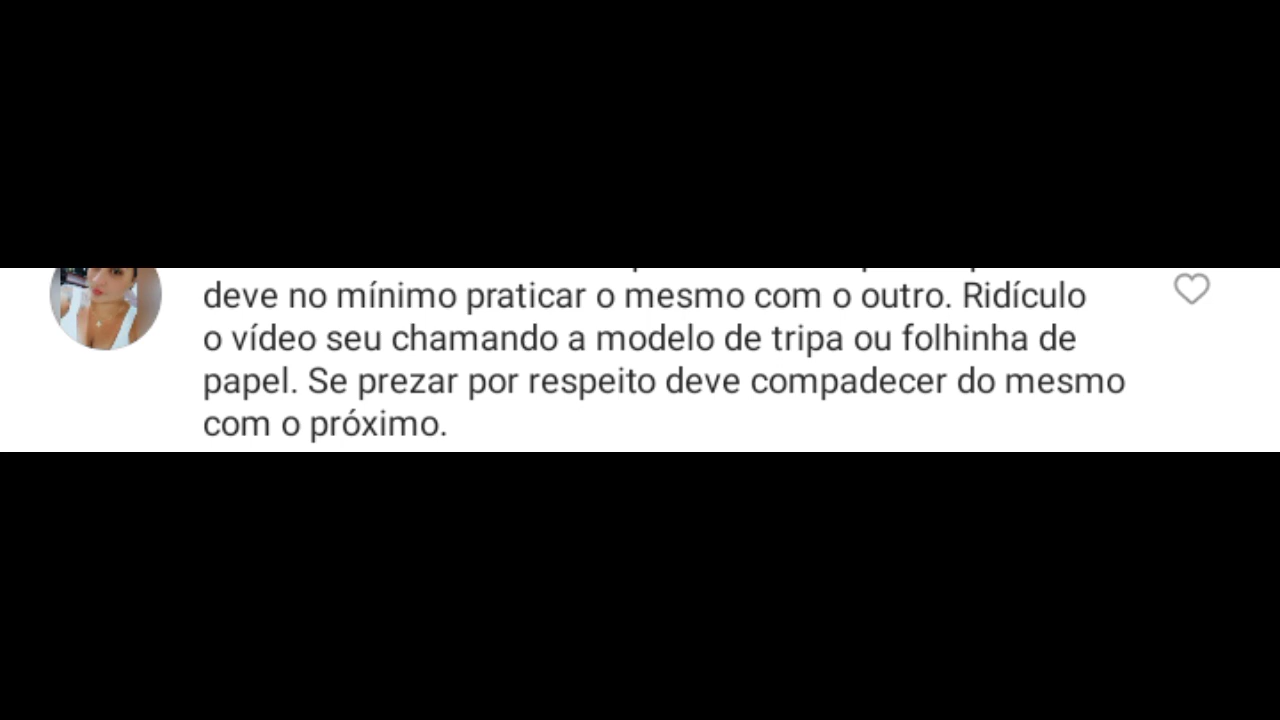 deve no mínimo praticar o mesmo com o outro. Ridículo
o vídeo seu chamando a modelo de tripa ou folhinha de
papel. Se prezar por respeito deve compadecer do mesmo
com o próximo.